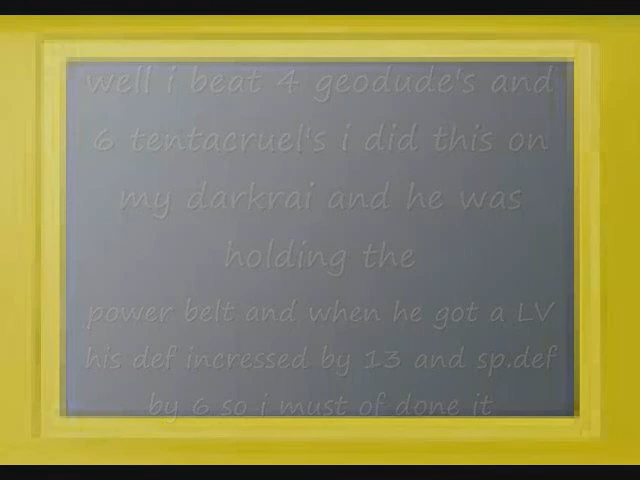 well i beat 4 geodude's and
6 tentacruel's i did this on
my darkrai and he was
holding the
power belt and when he got a LV
his def incressed by 13 and sp.def
by 6 so i must of done it